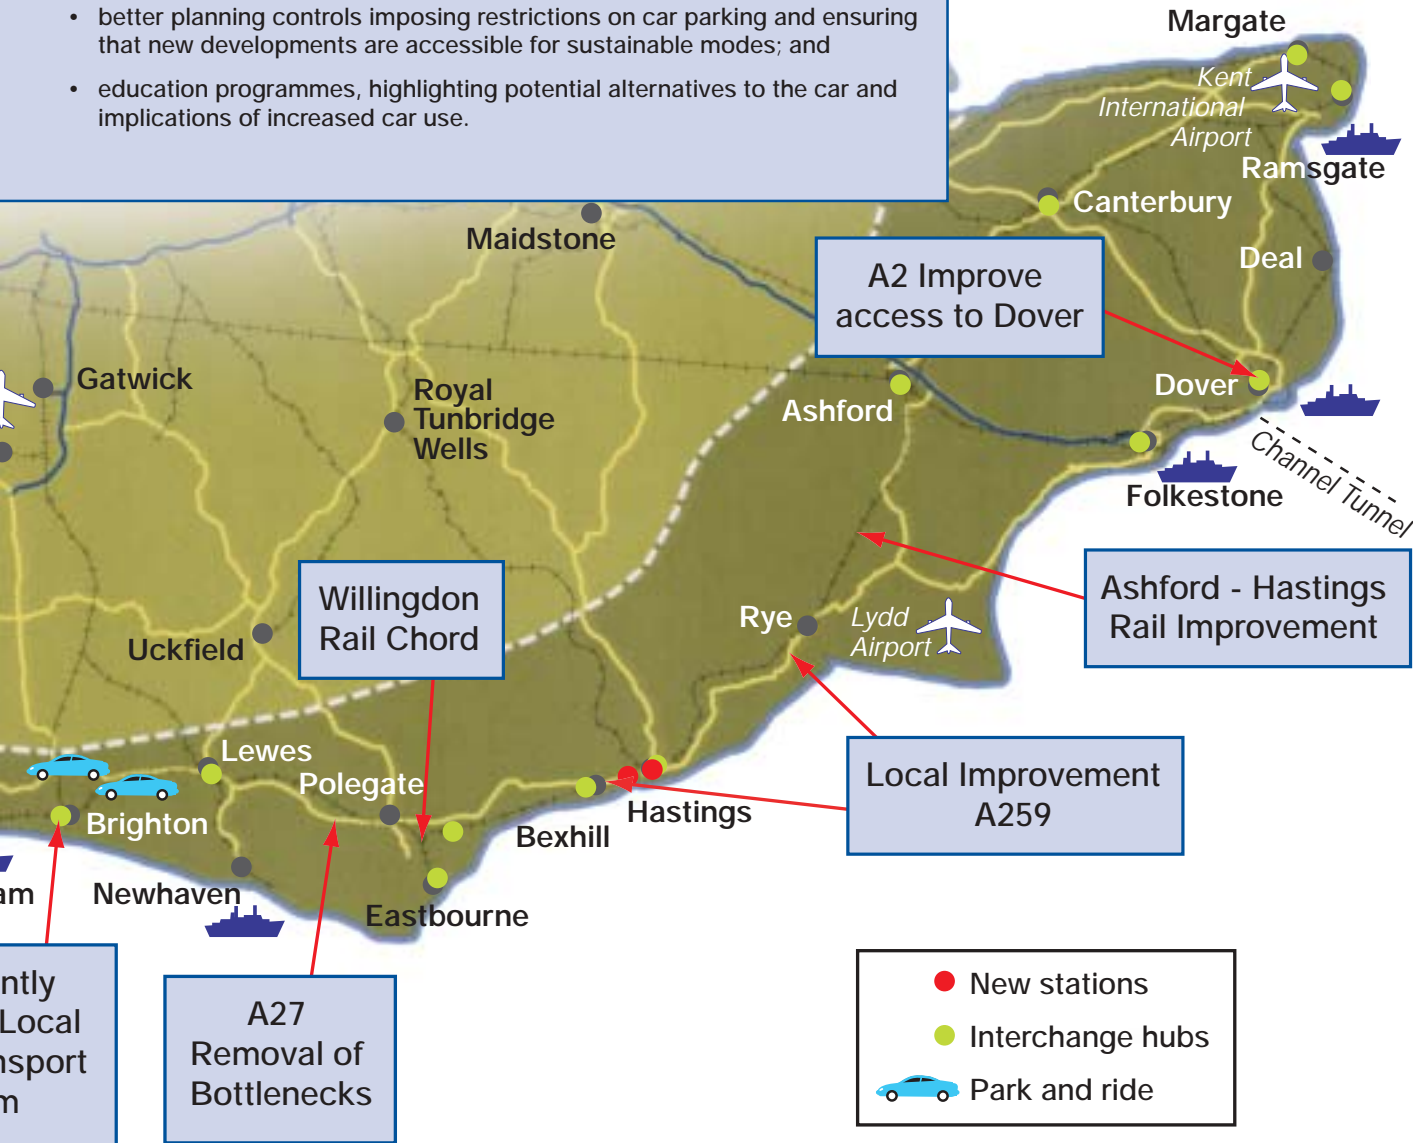 • better planning controls imposing restrictions on car parking and ensuring
that new developments are accessible for sustainable modes; and
• education programmes, highlighting potential alternatives to the car and
implications of increased car use.
Margate
Kent
International
Airport
Ramsgate
Canterbury
Maidstone
Deal
A2 Improve
access to Dover
Gatwick
Royal
Tunbridge
Wells
Ashford
Dover
Channel Tunnel
Folkestone
Willingdon
Rail Chord
Ashford - Hastings
Rail Improvement
Rye
Lydd
Airport
Uckfield
Lewes
Polegate
Local Improvement
A259
Hastings
Brighton
Bexhill
am
Newhaven
Eastbourne
ntly
Local
nsport
m
A27
Removal of
Bottlenecks
New stations
Interchange hubs
Park and ride